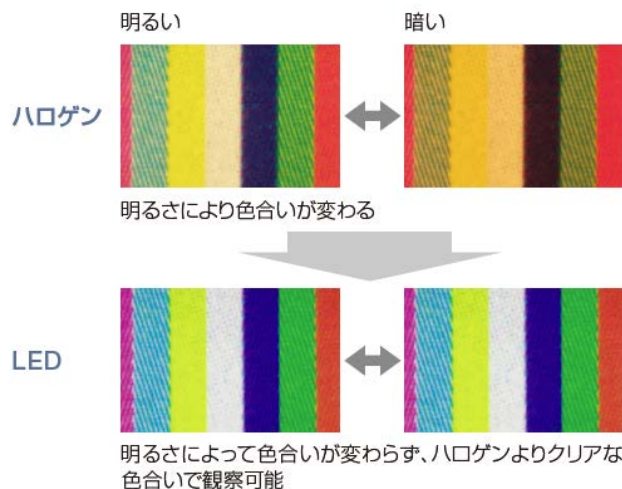 明るい
暗い
ハロゲン
明るさにより色合いが変わる
LED
明るさによって色合いが変わらず、ハロゲンよりクリアな
色合いで観察可能